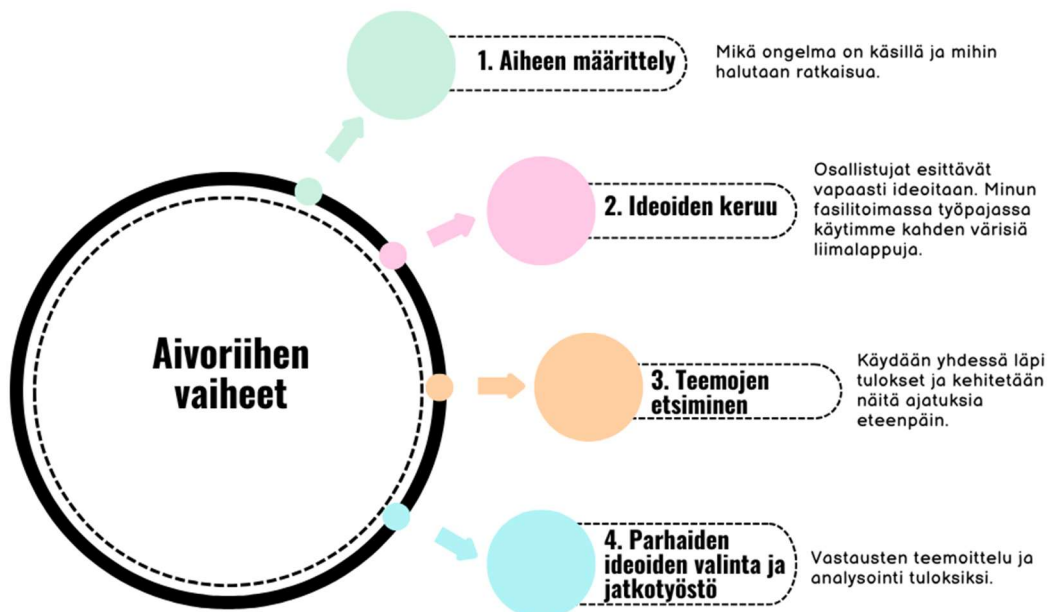 1. Aiheen määrittely
Mikä ongelma on käsillä ja mihin
halutaan ratkaisua.
2. Ideoiden keruu
Osallistujat esittävät
vapaasti ideoitaan. Minun
fasilitoimassa työpajassa
käytimme kahden värisiä
liimalappuja.
Aivoriihen
vaiheet
3. Teemojen
etsiminen
Käydään yhdessä läpi
tulokset ja kehitetään
näitä ajatuksia
eteenpäin.
4. Parhaiden
ideoiden valinta ja
jatkotyöstö
Vastausten teemoittelu ja
analysointi tuloksiksi.